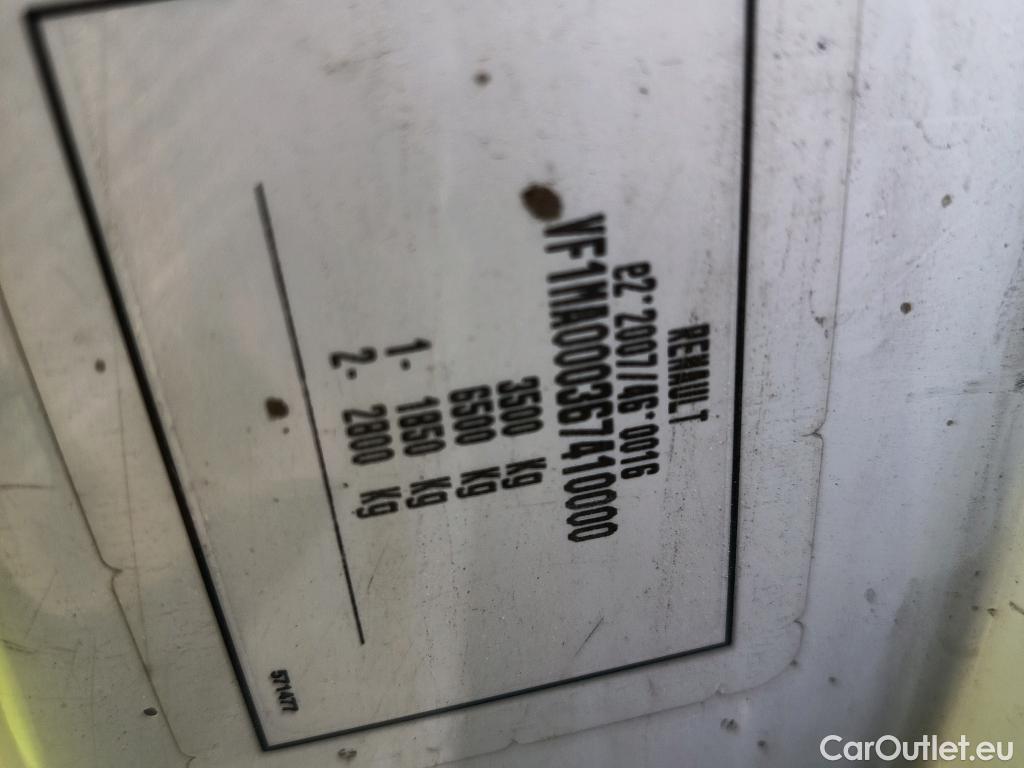 RENAULT
e2*2007/46*0016
VF1MA000367410000
3500 Kg
6500 Kg
1- 1850 Kg
2- 2800 Kg
571477
CarOutlet.eu